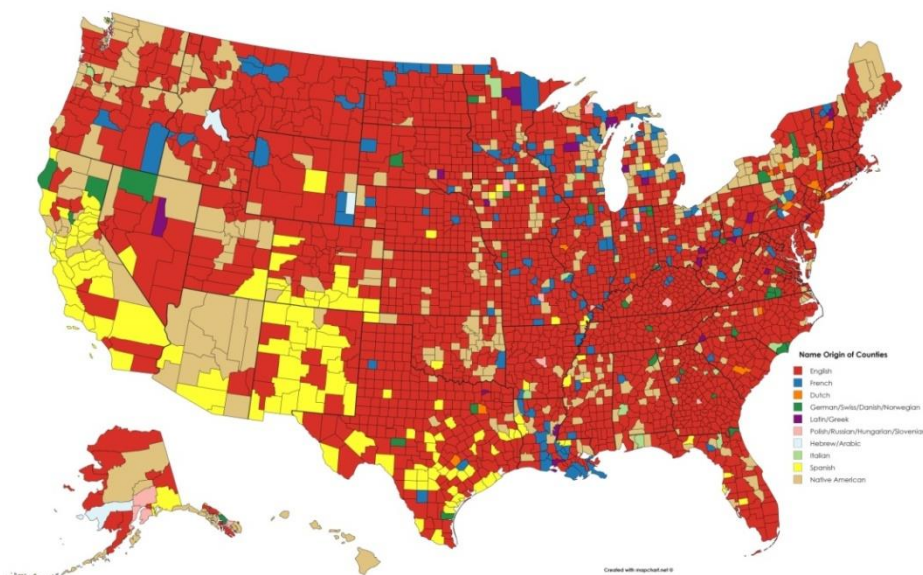 Name Origin of Counties
English
French
Dutch
German/Swiss/Danish/Norwegian
Latin/Greek
Polish/Russian/Hungarian/Slovenian
Hebrew/Arabic
Italian
Spanish
Native American
Created with mapchart.net ©